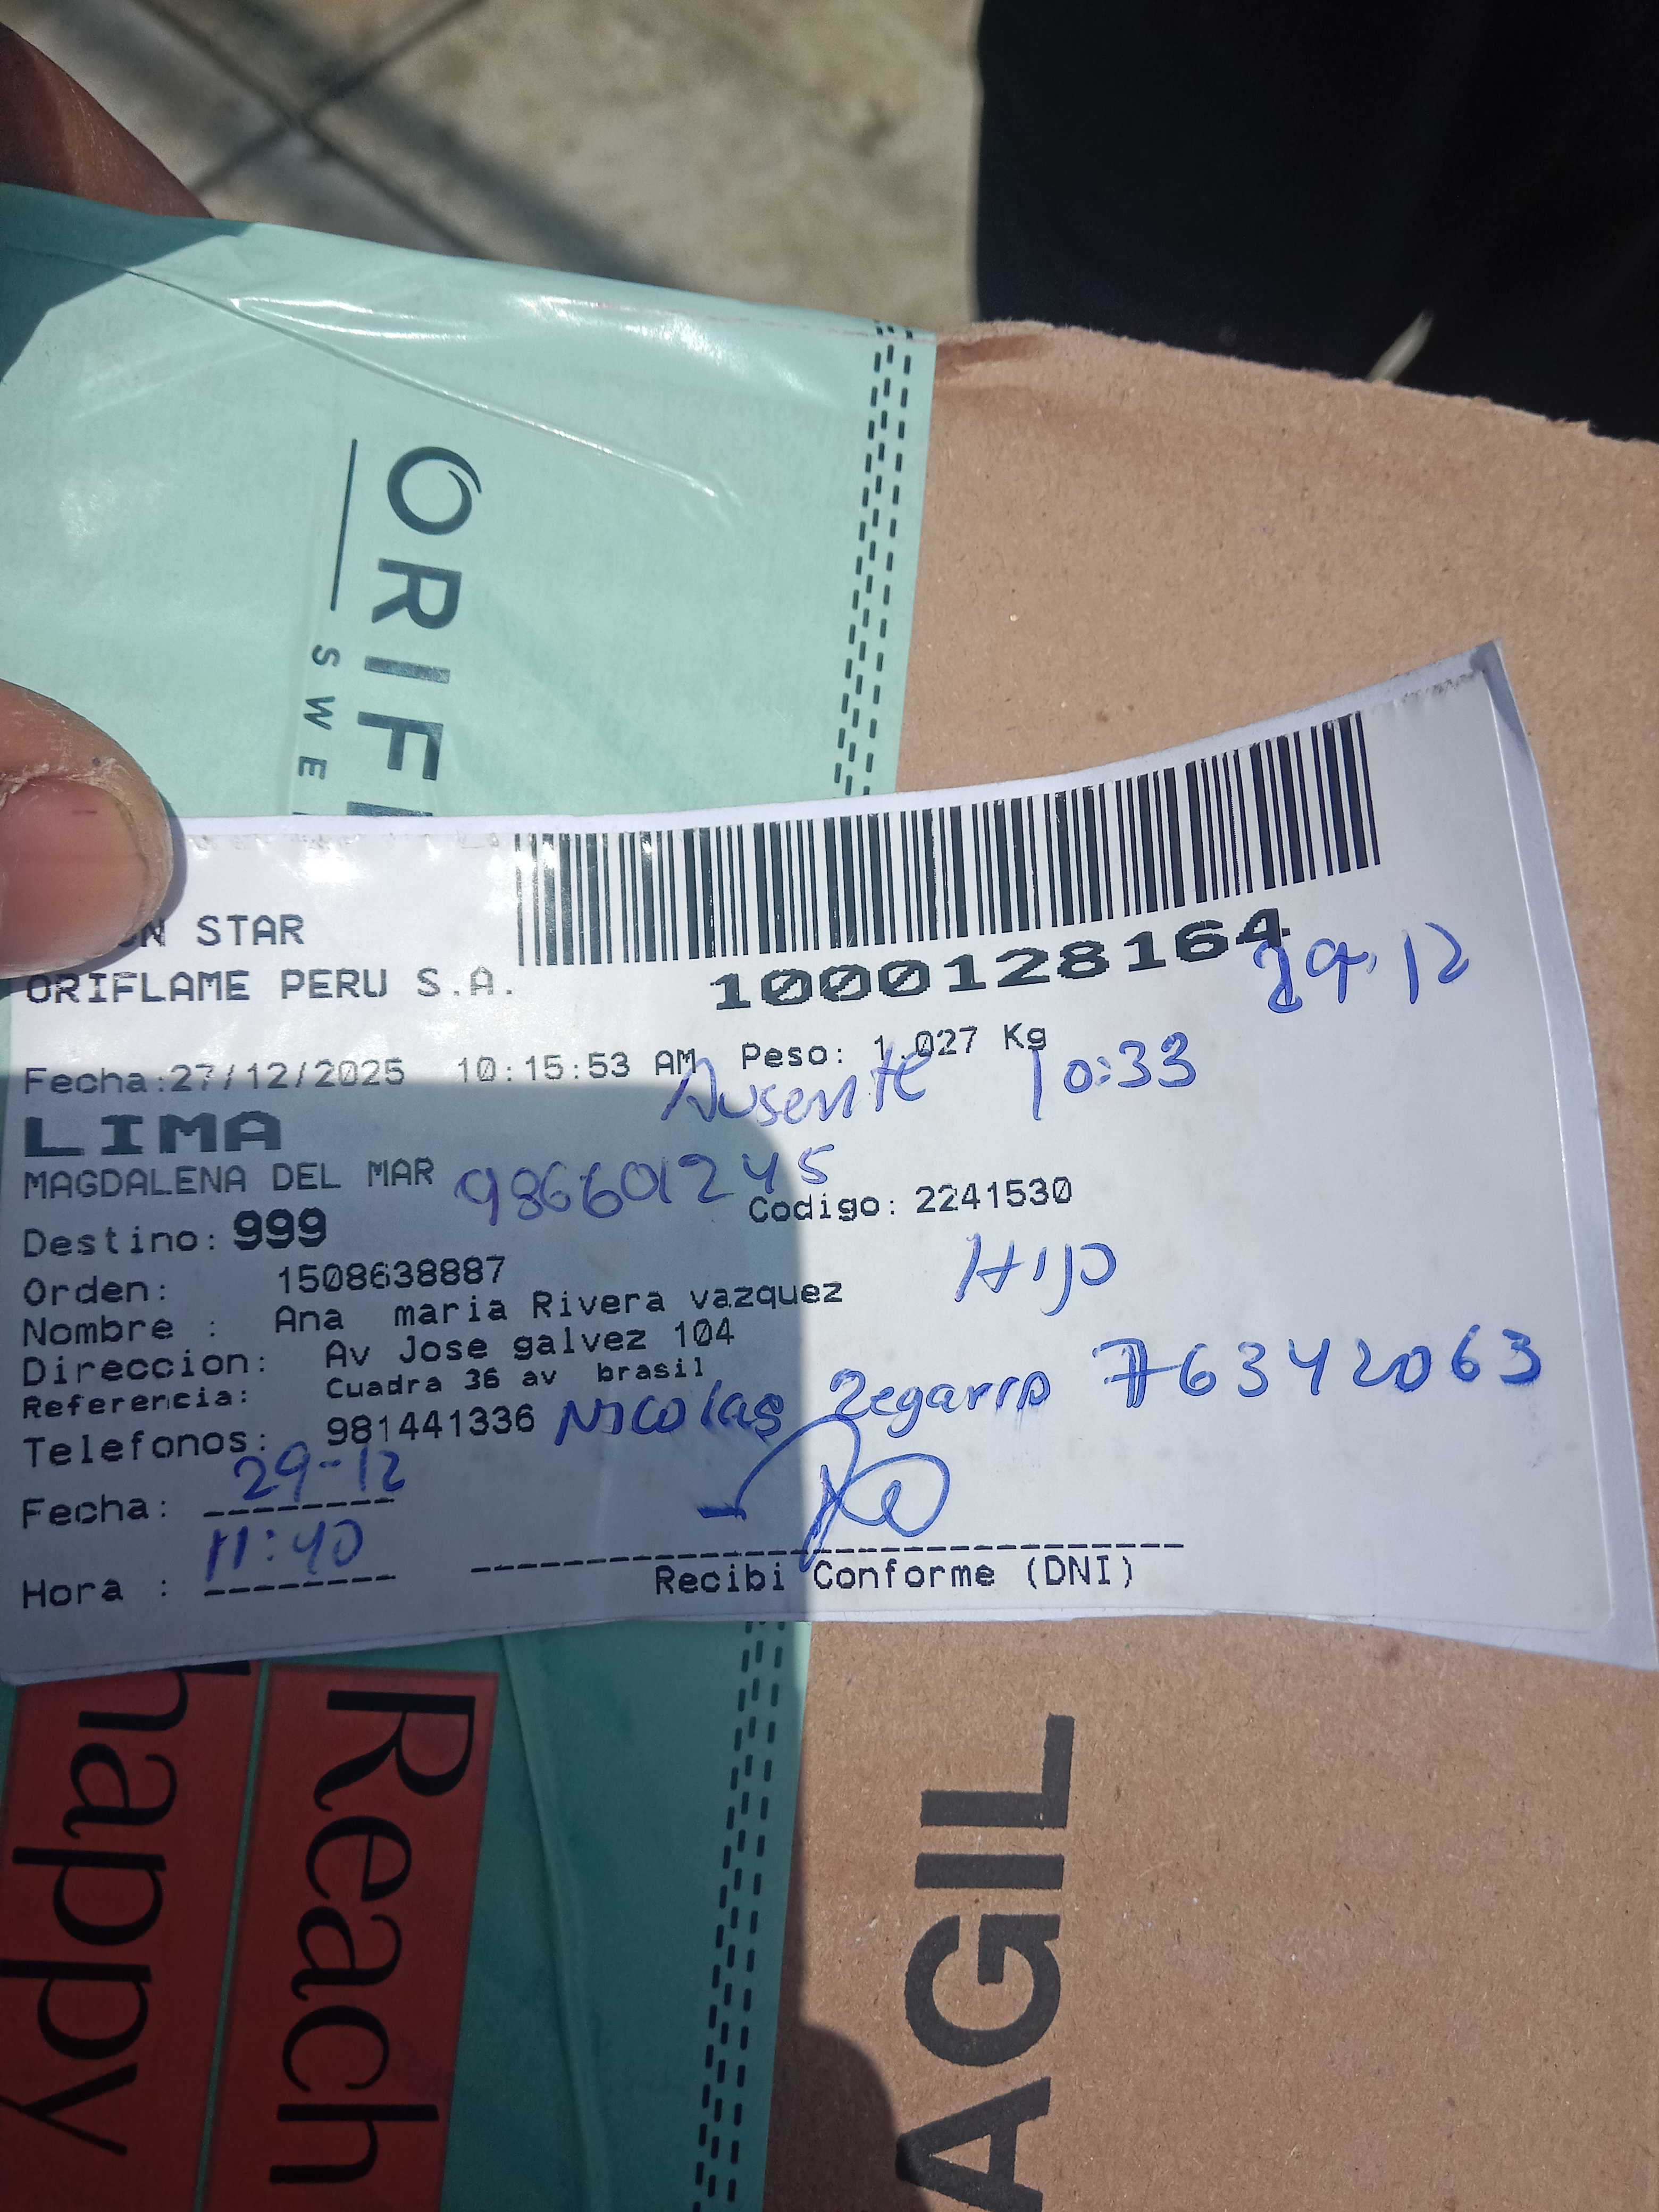 ORIF
SWE
STAR
ORIFLAME PERU S.A.
1000128164
29-12
Fecha:27/12/2025 10:15:53 AM Peso: 1.027 Kg
Ausente 10:33
LIMA
MAGDALENA DEL MAR 986601245
Destino: 999 Codigo: 2241530
Orden: 1508638887
Hijo
Nombre : Ana maria Rivera vazquez
Direccion: Av Jose galvez 104
Referencia: Cuadra 36 av brasil
Telefonos: 981441336 Nicolas Zegarra 76342063
Fecha: 29-12
Hora : 11:40
Recibi Conforme (DNI)
Reach
happy
AGIL